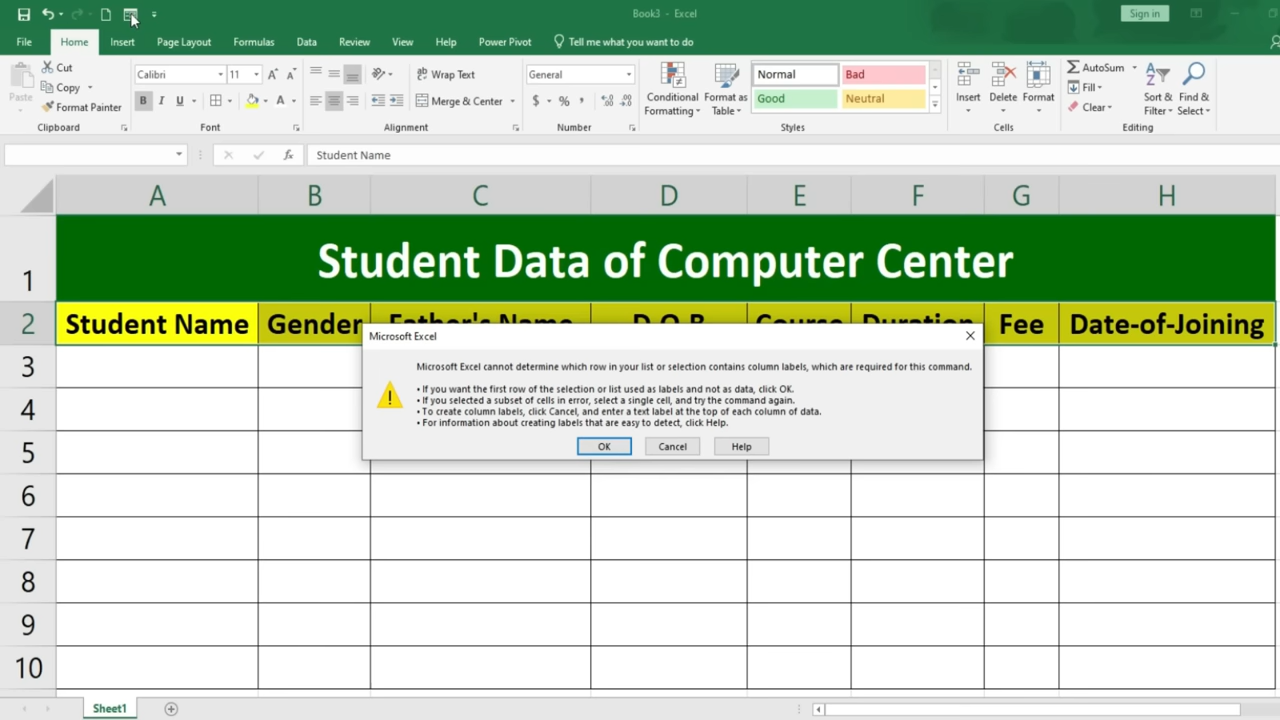 Book3 - Excel
Sign in
File Home Insert Page Layout Formulas Data Review View Help Power Pivot Tell me what you want to do
Paste
Cut
Copy
Format Painter
Clipboard
Calibri 11
B I U
Font
Wrap Text
Merge & Center
Alignment
General
$ % ,
Number
Conditional Formatting
Format as Table
Normal Bad
Good Neutral
Styles
Insert Delete Format
Cells
AutoSum
Fill
Clear
Sort & Filter
Find & Select
Editing
fx Student Name
A B C D E F G H
1 Student Data of Computer Center
2 Student Name Gender Father's Name D.O.B Course Duration Fee Date-of-Joining
Microsoft Excel
Microsoft Excel cannot determine which row in your list or selection contains column labels, which are required for this command.
• If you want the first row of the selection or list used as labels and not as data, click OK.
• If you selected a subset of cells in error, select a single cell, and try the command again.
• To create column labels, click Cancel, and enter a text label at the top of each column of data.
• For information about creating labels that are easy to detect, click Help.
OK Cancel Help
3
4
5
6
7
8
9
10
Sheet1